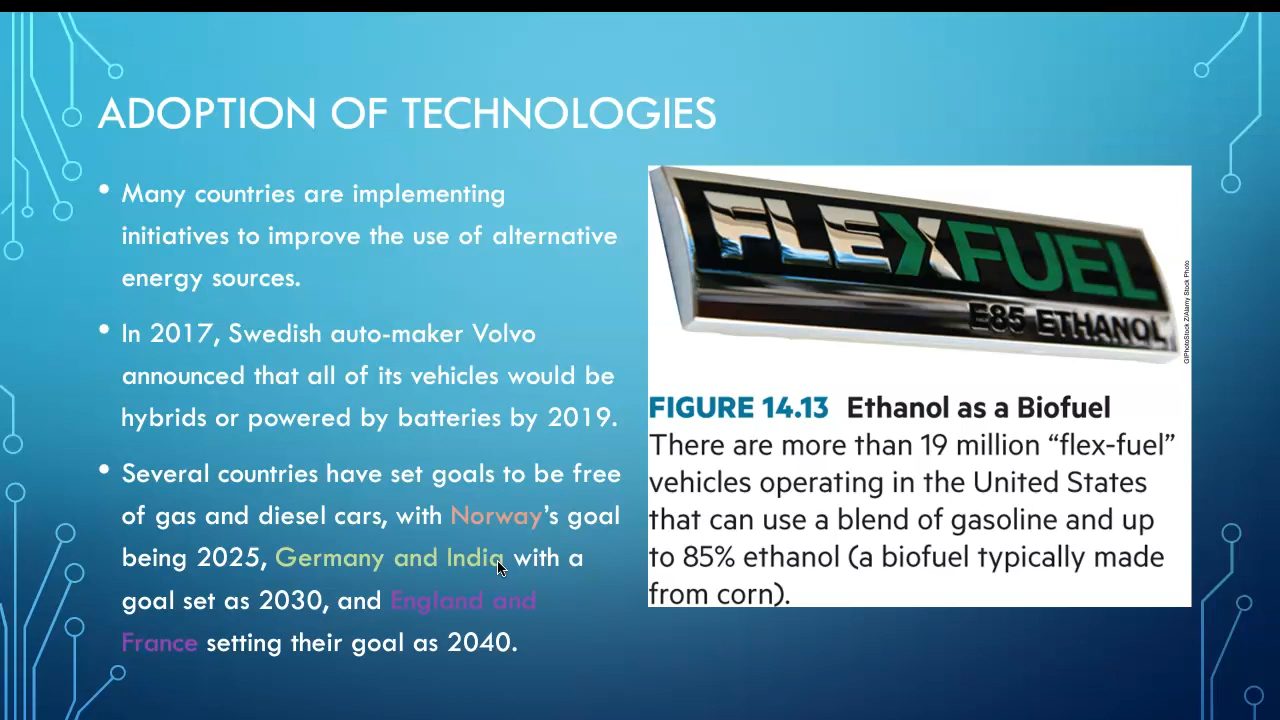 ADOPTION OF TECHNOLOGIES
• Many countries are implementing
initiatives to improve the use of alternative
energy sources.
• In 2017, Swedish auto-maker Volvo
announced that all of its vehicles would be
hybrids or powered by batteries by 2019.
• Several countries have set goals to be free
of gas and diesel cars, with Norway's goal
being 2025, Germany and India with a
goal set as 2030, and England and
France setting their goal as 2040.
FLEXFUEL
E85 ETHANOL
GIPhotoStock Z/Alamy Stock Photo
FIGURE 14.13 Ethanol as a Biofuel
There are more than 19 million “flex-fuel”
vehicles operating in the United States
that can use a blend of gasoline and up
to 85% ethanol (a biofuel typically made
from corn).